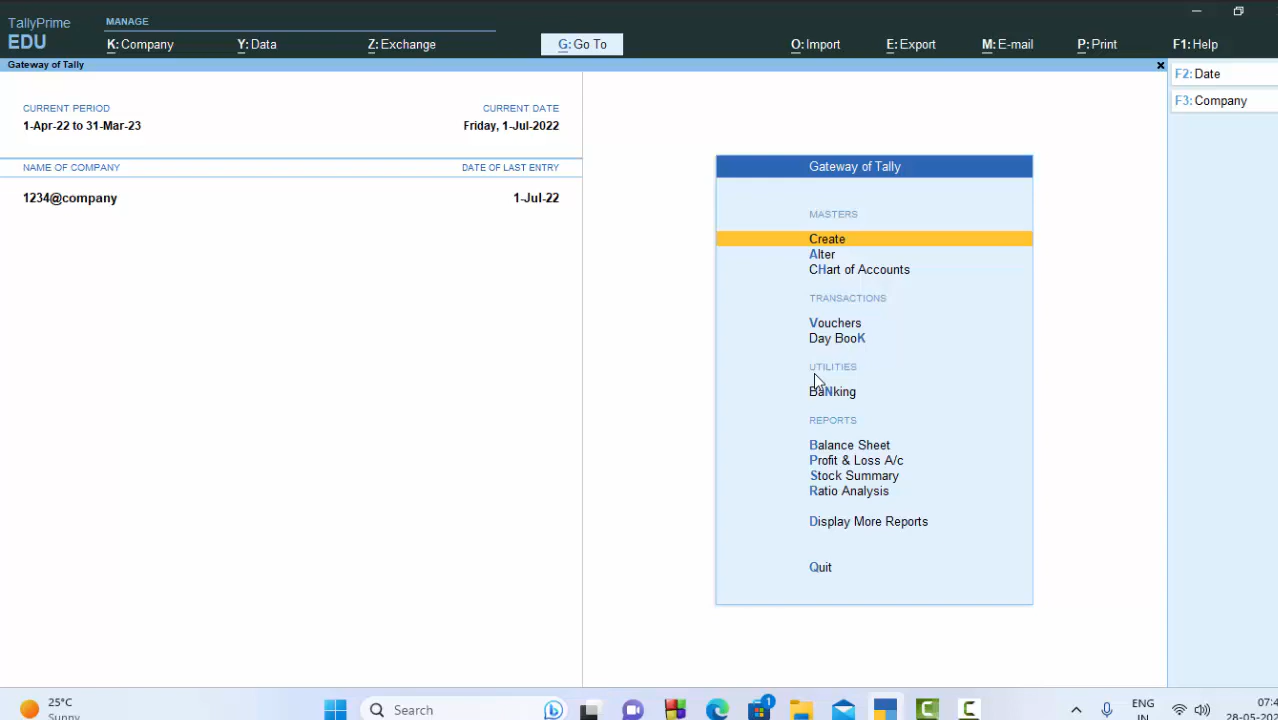 TallyPrime
EDU
MANAGE
K: Company
Y: Data
Z: Exchange
G: Go To
O: Import
E: Export
M: E-mail
P: Print
F1: Help
Gateway of Tally
CURRENT PERIOD
CURRENT DATE
1-Apr-22 to 31-Mar-23
Friday, 1-Jul-2022
NAME OF COMPANY
DATE OF LAST ENTRY
1234@company
1-Jul-22
Gateway of Tally
MASTERS
Create
Alter
CHart of Accounts
TRANSACTIONS
Vouchers
Day BooK
UTILITIES
BaNking
REPORTS
Balance Sheet
Profit & Loss A/c
Stock Summary
Ratio Analysis
Display More Reports
Quit
F2: Date
F3: Company
25°C
Sunny
Search
1
ENG
IN